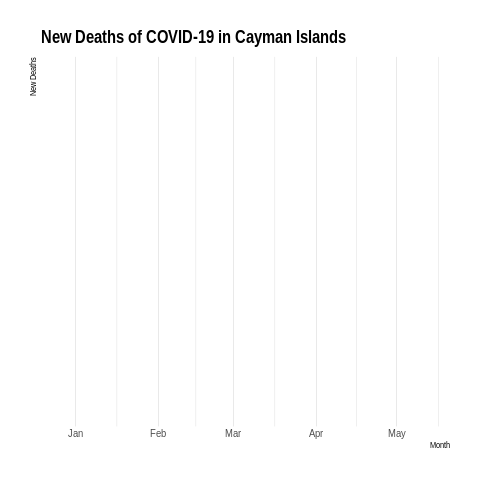 New Deaths of COVID-19 in Cayman Islands
New Deaths
Jan Feb Mar Apr May
Month